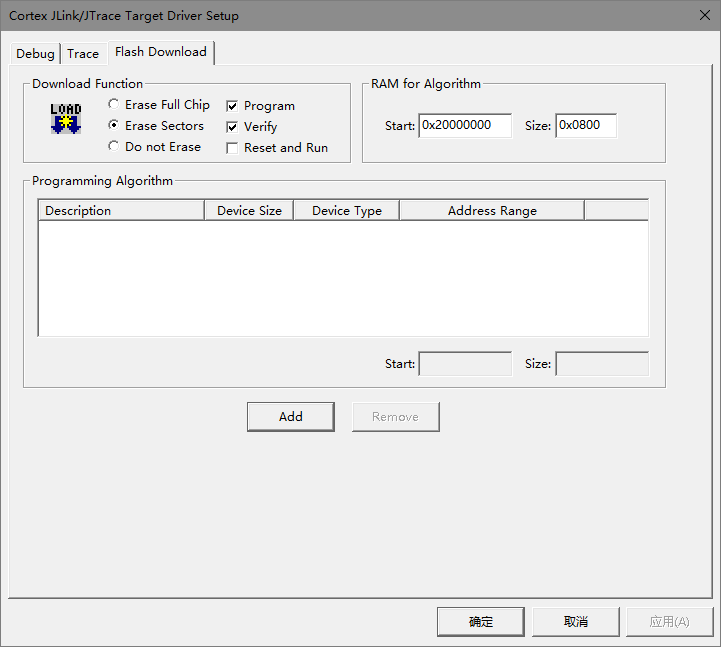 Cortex JLink/JTrace Target Driver Setup
Debug Trace Flash Download
Download Function
LOAD
Erase Full Chip
Erase Sectors
Do not Erase
Program
Verify
Reset and Run
RAM for Algorithm
Start: 0x20000000 Size: 0x0800
Programming Algorithm
Description Device Size Device Type Address Range
Start: Size:
Add Remove
确定 取消 应用(A)